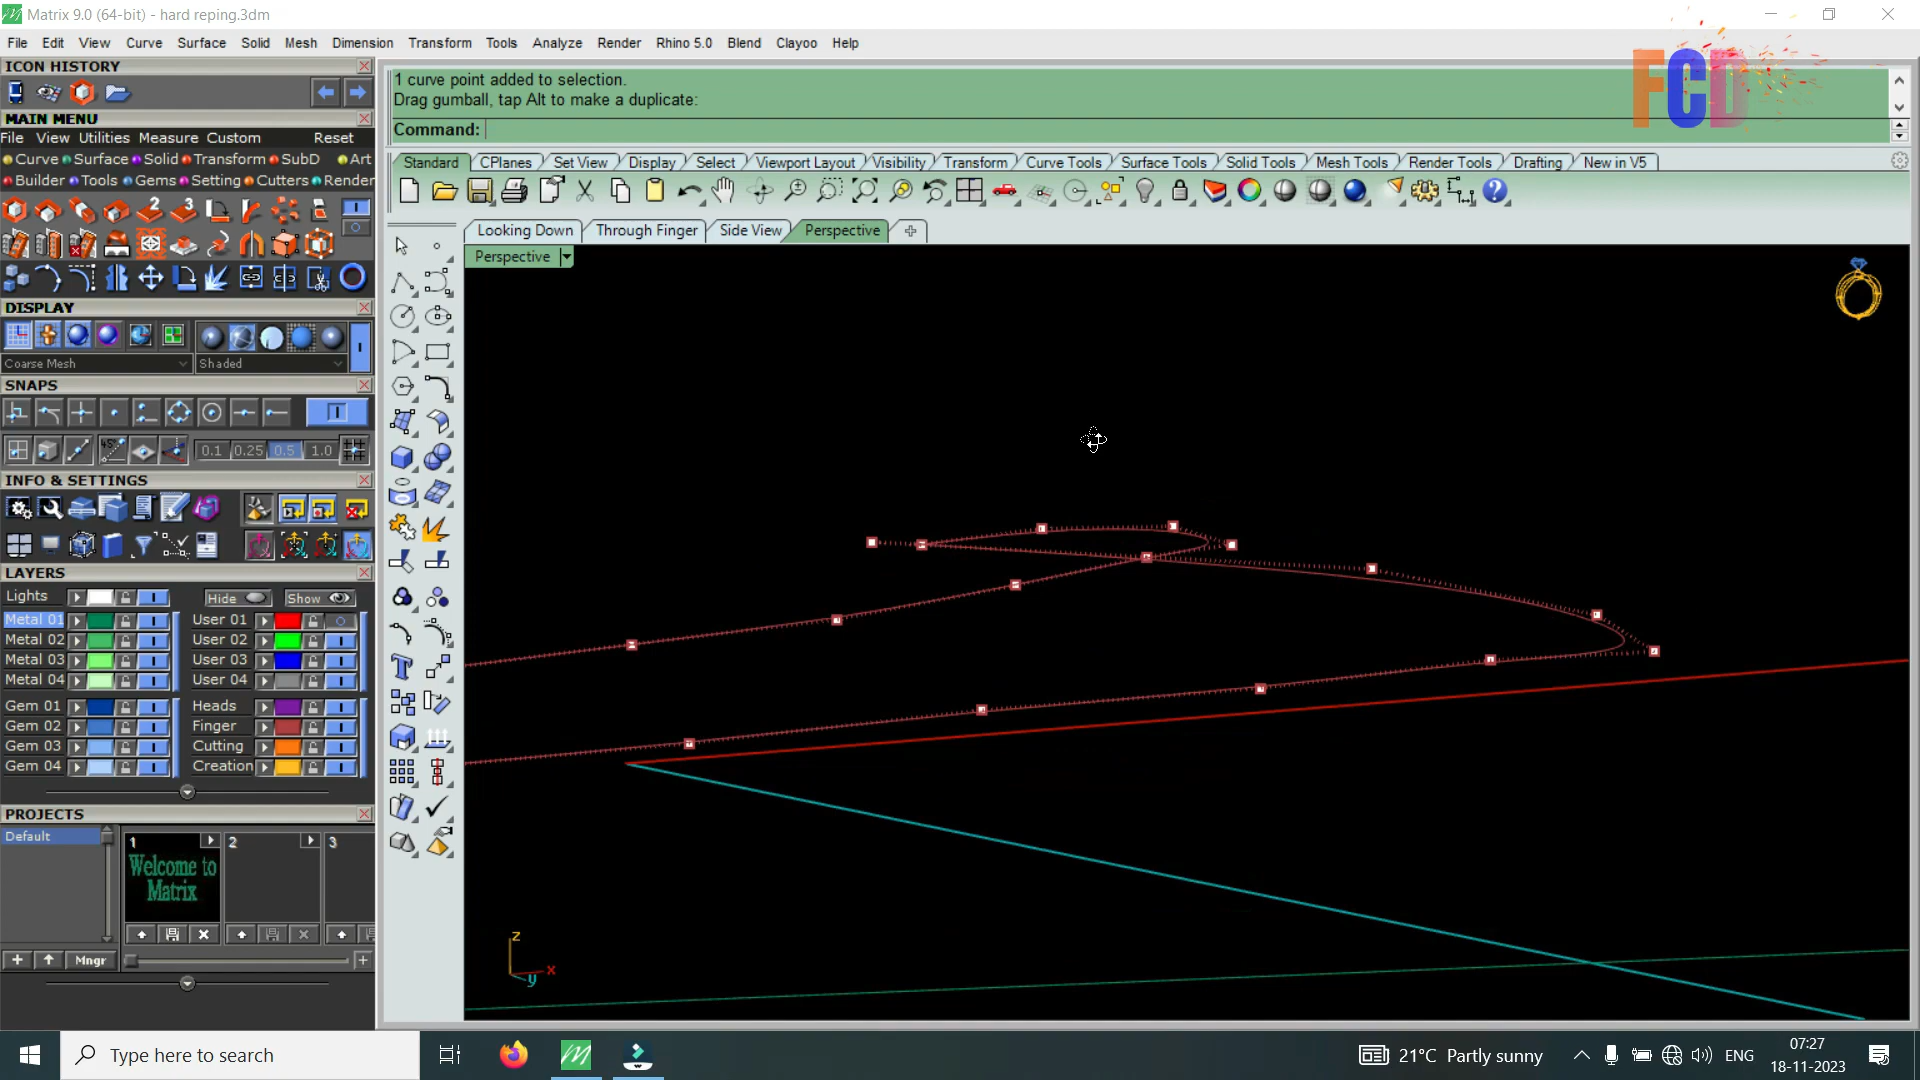 Matrix 9.0 (64-bit) - hard reping.3dm
File Edit View Curve Surface Solid Mesh Dimension Transform Tools Analyze Render Rhino 5.0 Blend Clayoo Help
ICON HISTORY
MAIN MENU
File View Utilities Measure Custom Reset
Curve Surface Solid Transform SubD Art
Builder Tools Gems Setting Cutters Render
2 3
DISPLAY
Coarse Mesh Shaded
SNAPS
0.1 0.25 0.5 1.0
INFO & SETTINGS
LAYERS
Lights Hide Show
Metal 01 User 01
Metal 02 User 02
Metal 03 User 03
Metal 04 User 04
Gem 01 Heads
Gem 02 Finger
Gem 03 Cutting
Gem 04 Creation
PROJECTS
Default 1 2 3
Welcome to
Matrix
Mngr
1 curve point added to selection.
Drag gumball, tap Alt to make a duplicate:
Command:
FCD
Standard CPlanes Set View Display Select Viewport Layout Visibility Transform Curve Tools Surface Tools Solid Tools Mesh Tools Render Tools Drafting New in V5
Looking Down Through Finger Side View Perspective
Perspective
z
x
y
Type here to search
21°C Partly sunny
ENG
07:27
18-11-2023